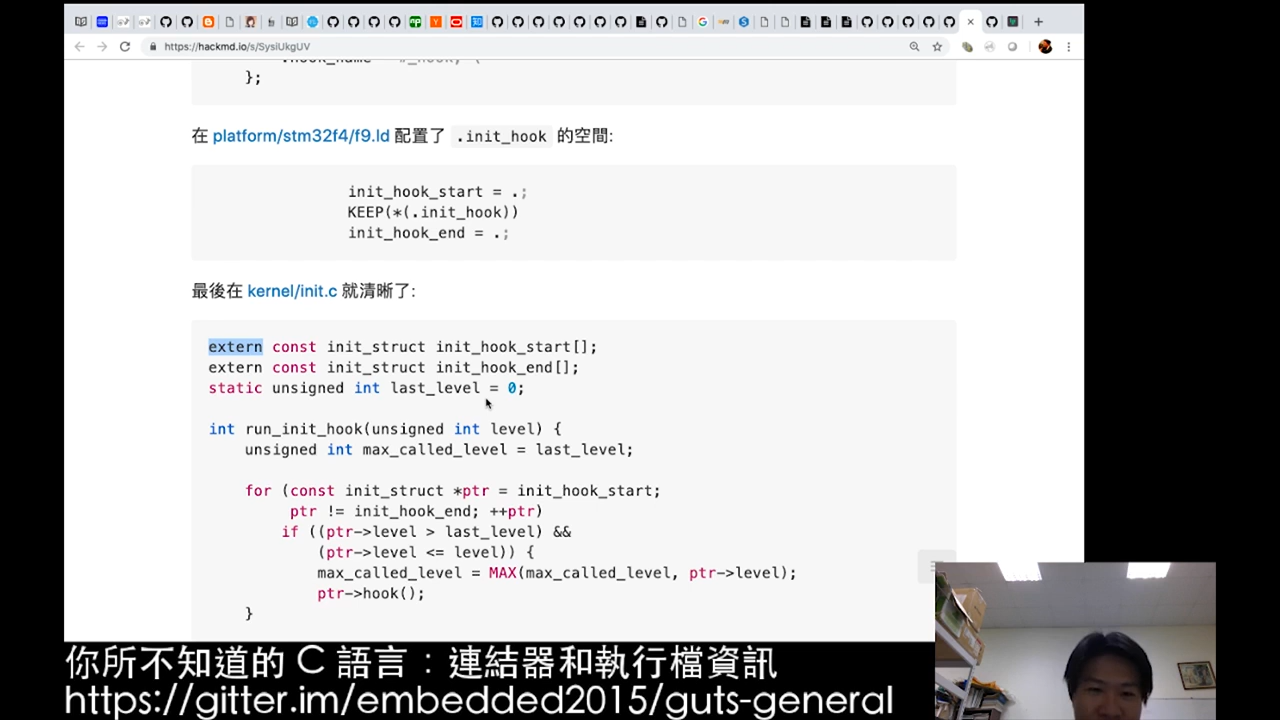 https://hackmd.io/s/SysiUkgUV
};
在 platform/stm32f4/f9.ld 配置了 .init_hook 的空間:
init_hook_start = .;
KEEP(*(.init_hook))
init_hook_end = .;
最後在 kernel/init.c 就清晰了:
extern const init_struct init_hook_start[];
extern const init_struct init_hook_end[];
static unsigned int last_level = 0;
int run_init_hook(unsigned int level) {
unsigned int max_called_level = last_level;
for (const init_struct *ptr = init_hook_start;
ptr != init_hook_end; ++ptr)
if ((ptr->level > last_level) &&
(ptr->level <= level)) {
max_called_level = MAX(max_called_level, ptr->level);
ptr->hook();
}
你所不知道的 C 語言：連結器和執行檔資訊
https://gitter.im/embedded2015/guts-general